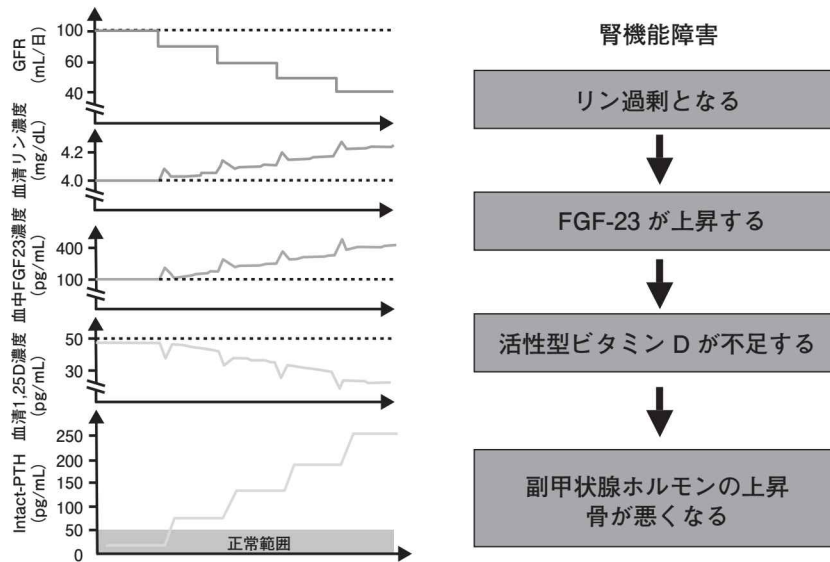 GFR
(mL/日)
100
60
40
血清リン濃度
(mg/dL)
4.2
4.0
血中FGF23濃度
(pg/mL)
400
100
血清1,25D濃度
(pg/mL)
50
30
Intact-PTH
(pg/mL)
250
200
150
100
50
0
正常範囲
腎機能障害
リン過剰となる
FGF-23 が上昇する
活性型ビタミン D が不足する
副甲状腺ホルモンの上昇
骨が悪くなる